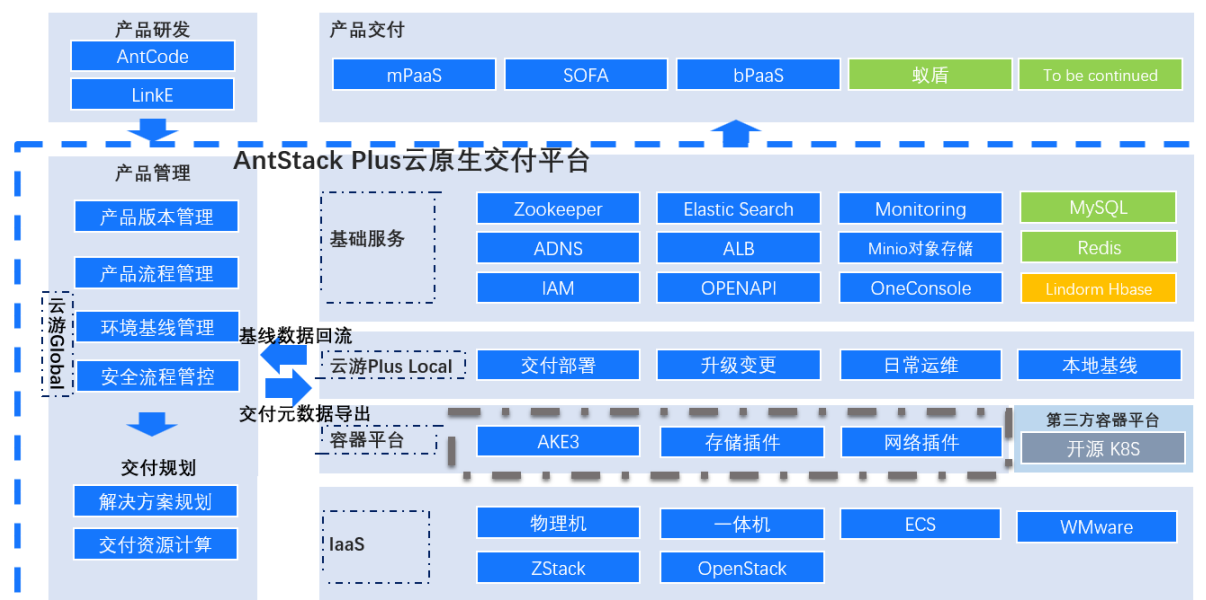 产品研发
AntCode
LinkE
产品交付
mPaaS
SOFA
bPaaS
蚁盾
To be continued
AntStack Plus云原生交付平台
产品管理
产品版本管理
产品流程管理
环境基线管理
安全流程管控
云游Global
交付规划
解决方案规划
交付资源计算
基线数据回流
交付元数据导出
基础服务
Zookeeper
Elastic Search
Monitoring
MySQL
ADNS
ALB
Minio对象存储
Redis
IAM
OPENAPI
OneConsole
Lindorm Hbase
云游Plus Local
交付部署
升级变更
日常运维
本地基线
容器平台
AKE3
存储插件
网络插件
第三方容器平台
开源 K8S
IaaS
物理机
一体机
ECS
WMware
ZStack
OpenStack